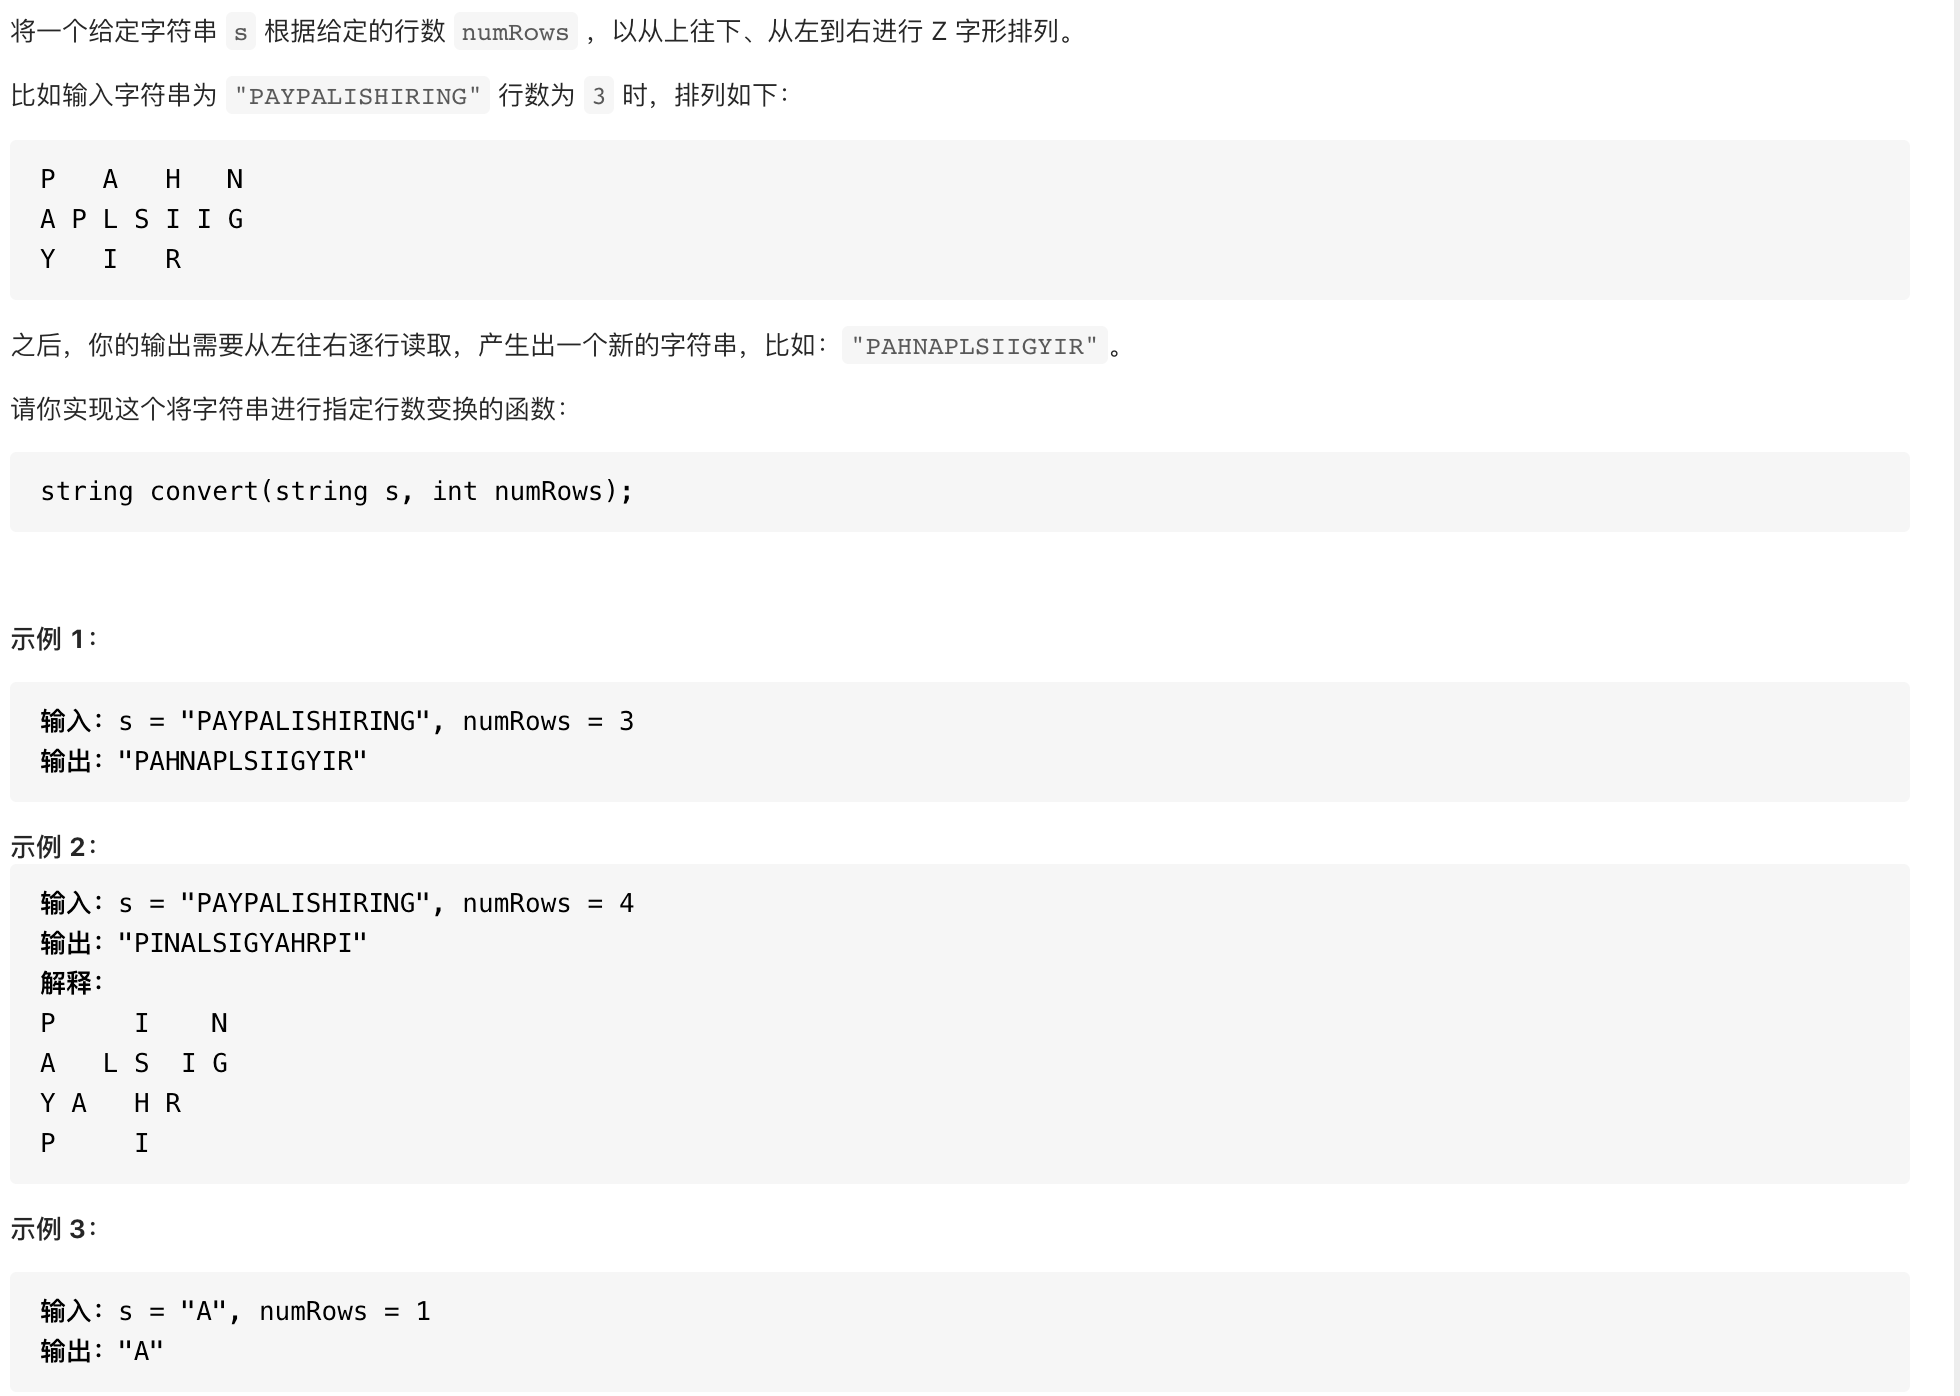 将一个给定字符串 s 根据给定的行数 numRows ，以从上往下、从左到右进行 Z 字形排列。
比如输入字符串为 "PAYPALISHIRING" 行数为 3 时，排列如下：
P   A   H   N
A P L S I I G
Y   I   R
之后，你的输出需要从左往右逐行读取，产生出一个新的字符串，比如："PAHNAPLSIIGYIR"。
请你实现这个将字符串进行指定行数变换的函数：
string convert(string s, int numRows);
示例 1：
输入：s = "PAYPALISHIRING", numRows = 3
输出："PAHNAPLSIIGYIR"
示例 2：
输入：s = "PAYPALISHIRING", numRows = 4
输出："PINALSIGYAHRPI"
解释：
P     I    N
A   L S  I G
Y A   H R
P     I
示例 3：
输入：s = "A", numRows = 1
输出："A"